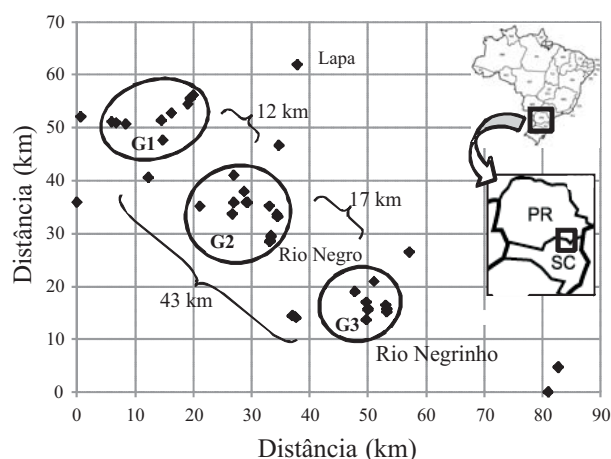 70
60
50
40
30
20
10
0
0 10 20 30 40 50 60 70 80 90
Distância (km)
Distância (km)
Lapa
12 km
G1
17 km
G2
Rio Negro
43 km
G3
Rio Negrinho
PR
SC